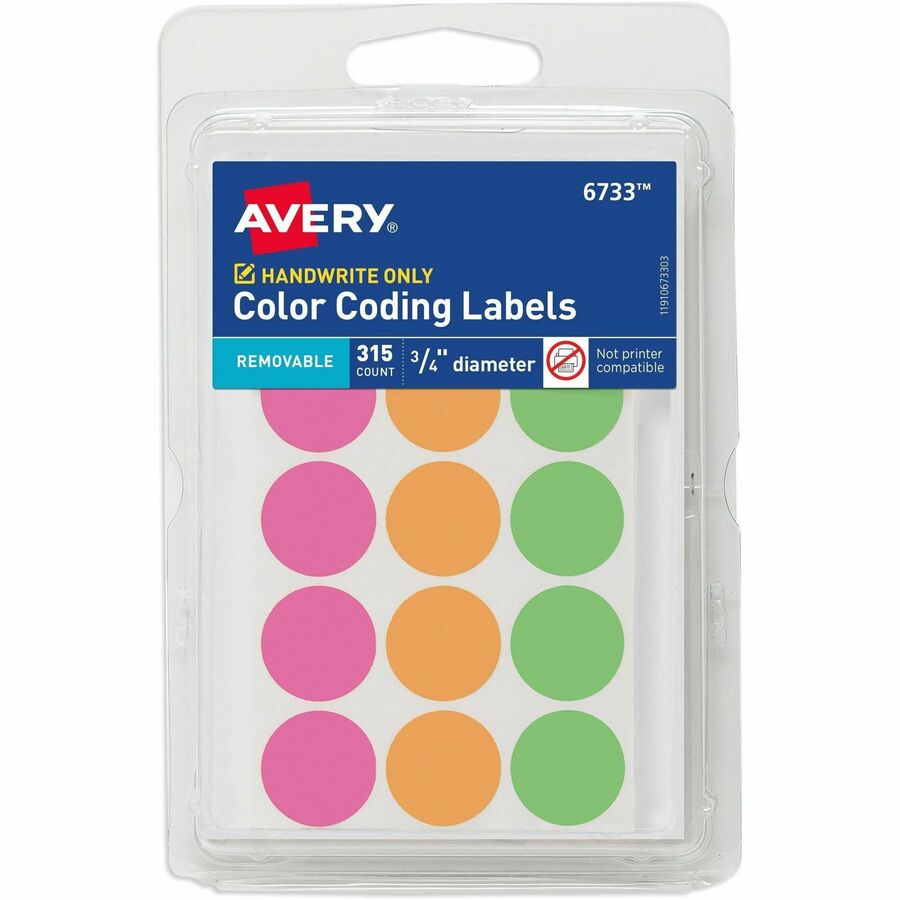 6733™
AVERY®
HANDWRITE ONLY
Color Coding Labels
11910673303
REMOVABLE
315
COUNT
3/4" diameter
Not printer
compatible